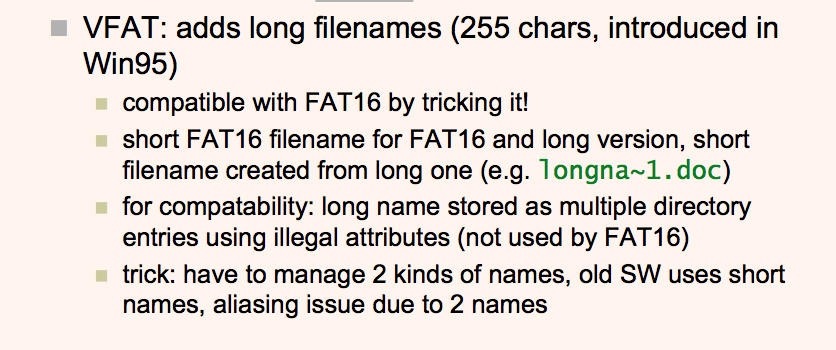 VFAT: adds long filenames (255 chars, introduced in
Win95)
compatible with FAT16 by tricking it!
short FAT16 filename for FAT16 and long version, short
filename created from long one (e.g. longna~1.doc)
for compatability: long name stored as multiple directory
entries using illegal attributes (not used by FAT16)
trick: have to manage 2 kinds of names, old SW uses short
names, aliasing issue due to 2 names